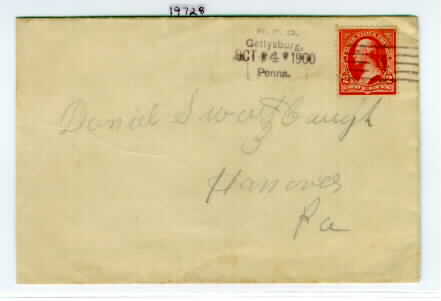 19728
R. F. D.
Gettysburg,
OCT 4 1900
Penna.
Daniel Swartzbaugh
Hanover
Pa